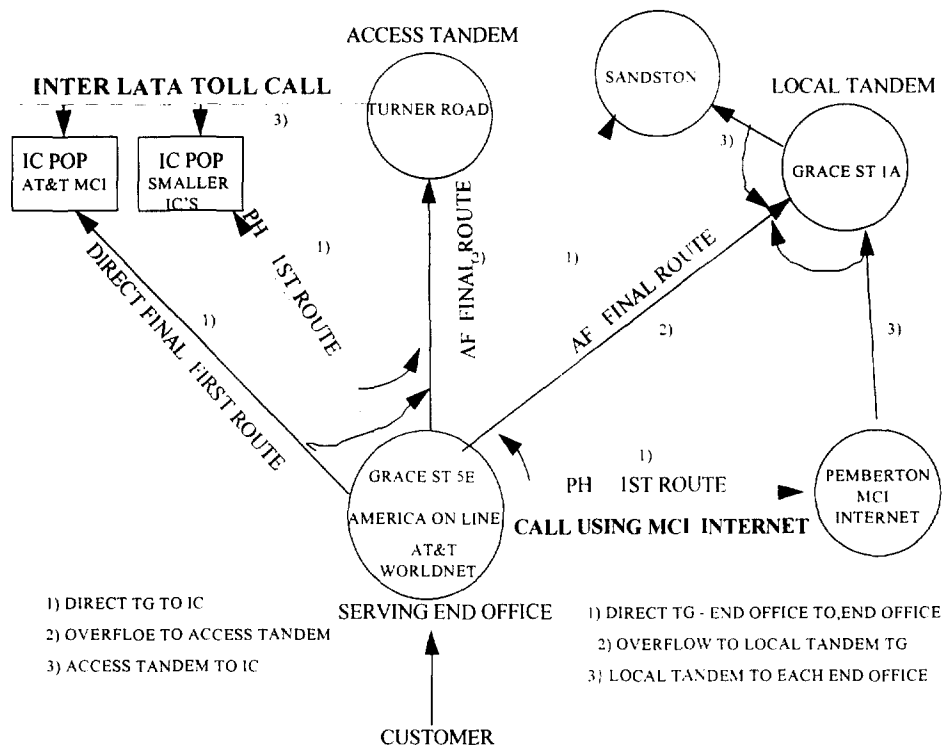 ACCESS TANDEM
INTER LATA TOLL CALL
SANDSTON
LOCAL TANDEM
TURNER ROAD
3)
3)
IC POP
AT&T MCI
IC POP
SMALLER
IC'S
GRACE ST 1A
PH 1ST ROUTE
1)
AF FINAL ROUTE
2)
1)
AF FINAL ROUTE
2)
DIRECT FINAL FIRST ROUTE
1)
3)
GRACE ST 5E
AMERICA ON LINE
AT&T
WORLDNET
1)
PH 1ST ROUTE
CALL USING MCI INTERNET
PEMBERTON
MCI
INTERNET
SERVING END OFFICE
1) DIRECT TG TO IC
2) OVERFLOE TO ACCESS TANDEM
3) ACCESS TANDEM TO IC
1) DIRECT TG - END OFFICE TO,END OFFICE
2) OVERFLOW TO LOCAL TANDEM TG
3) LOCAL TANDEM TO EACH END OFFICE
CUSTOMER